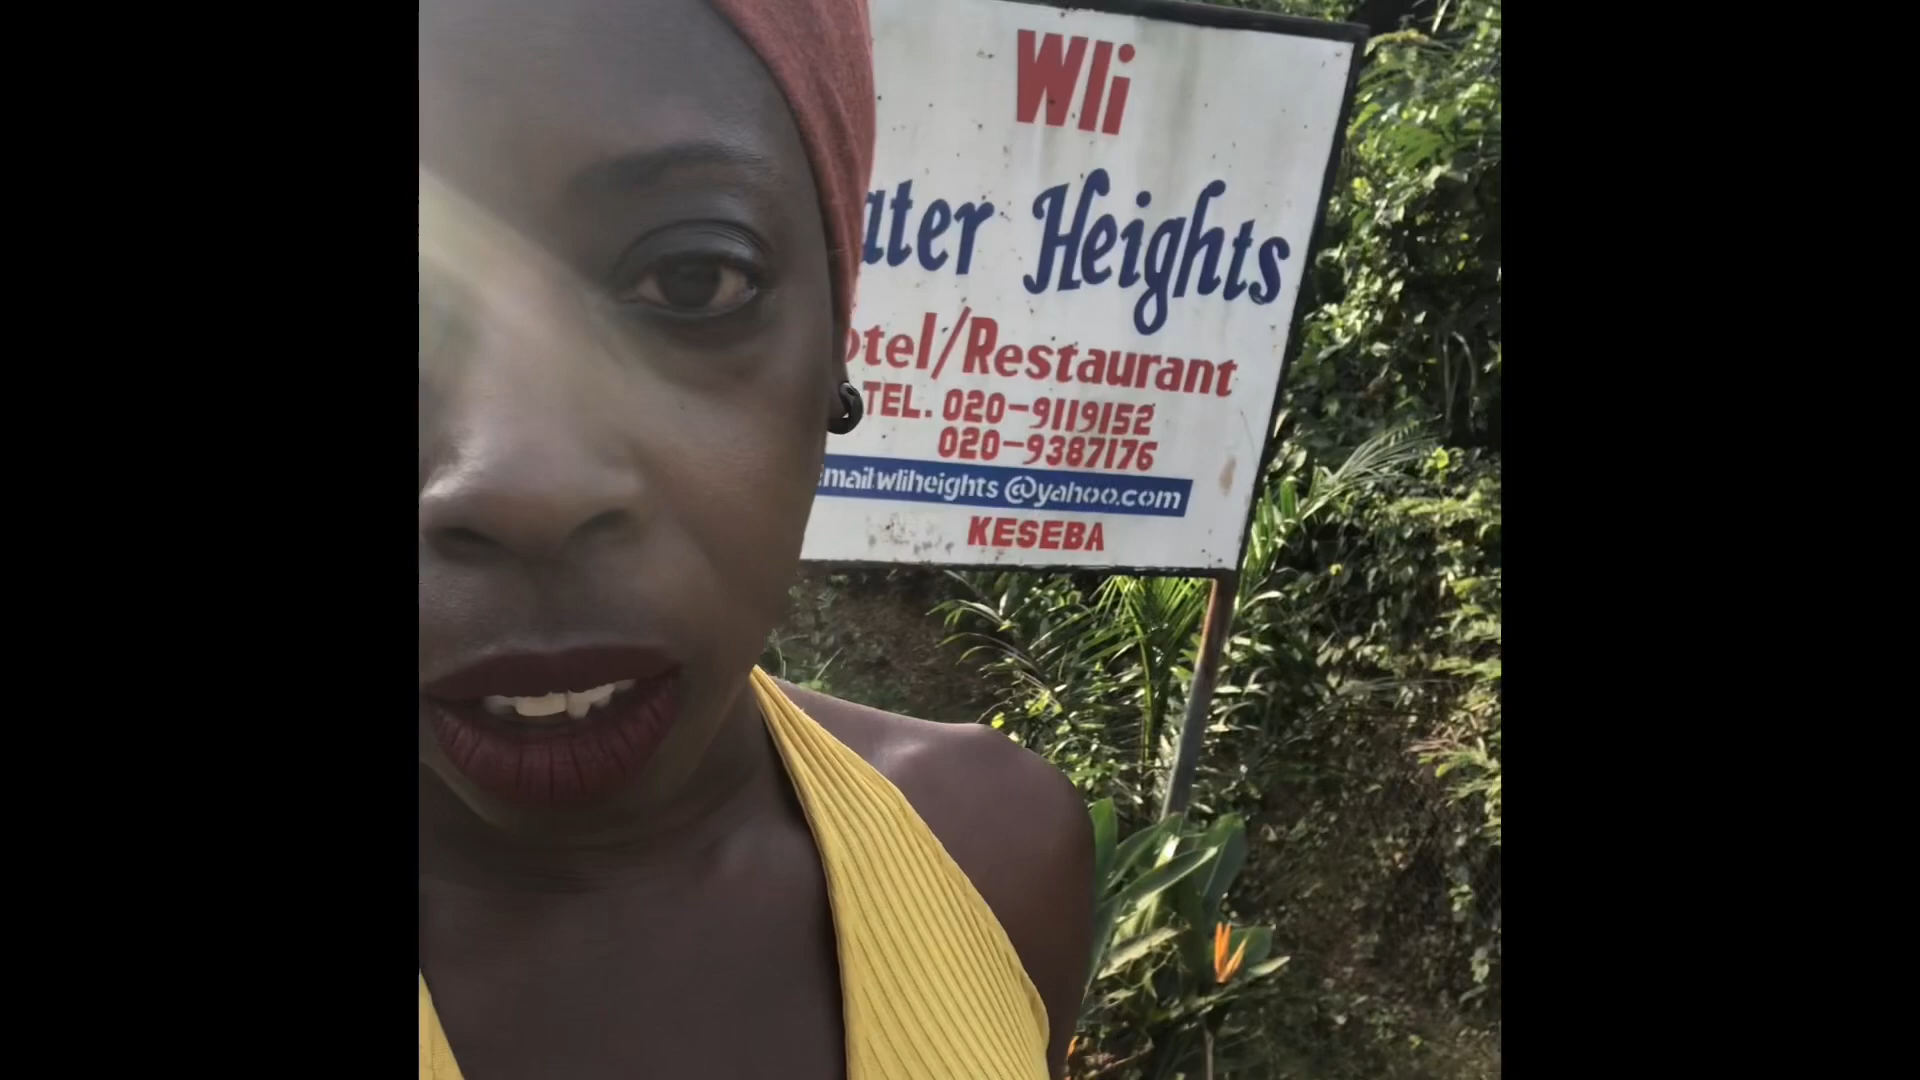 Wli
ater Heights
otel/Restaurant
TEL. 020-9119152
020-9387176
email:wliheights@yahoo.com
KESEBA